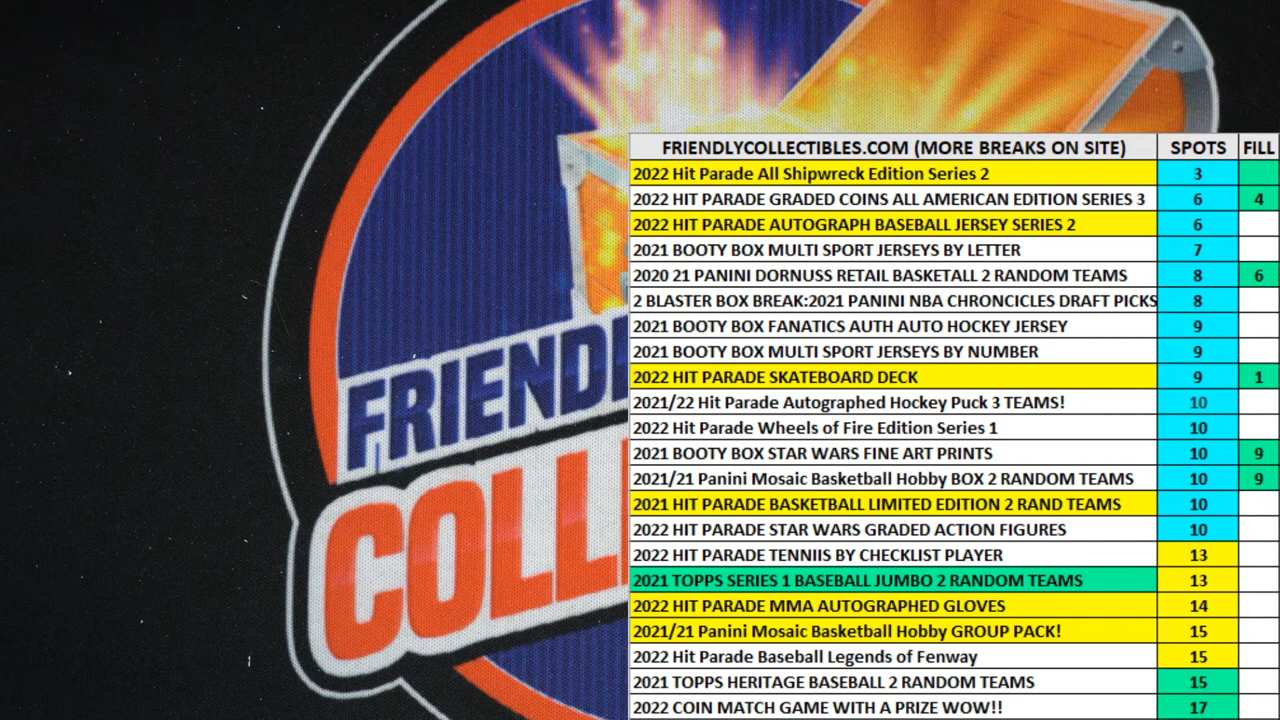 FRIENDLYCOLLECTIBLES.COM (MORE BREAKS ON SITE) SPOTS FILL
2022 Hit Parade All Shipwreck Edition Series 2 3
2022 HIT PARADE GRADED COINS ALL AMERICAN EDITION SERIES 3 6 4
2022 HIT PARADE AUTOGRAPH BASEBALL JERSEY SERIES 2 6
2021 BOOTY BOX MULTI SPORT JERSEYS BY LETTER 7
2020 21 PANINI DORNUSS RETAIL BASKETALL 2 RANDOM TEAMS 8 6
2 BLASTER BOX BREAK:2021 PANINI NBA CHRONCICLES DRAFT PICKS 8
2021 BOOTY BOX FANATICS AUTH AUTO HOCKEY JERSEY 9
2021 BOOTY BOX MULTI SPORT JERSEYS BY NUMBER 9
2022 HIT PARADE SKATEBOARD DECK 9 1
2021/22 Hit Parade Autographed Hockey Puck 3 TEAMS! 10
2022 Hit Parade Wheels of Fire Edition Series 1 10
2021 BOOTY BOX STAR WARS FINE ART PRINTS 10 9
2021/21 Panini Mosaic Basketball Hobby BOX 2 RANDOM TEAMS 10 9
2021 HIT PARADE BASKETBALL LIMITED EDITION 2 RAND TEAMS 10
2022 HIT PARADE STAR WARS GRADED ACTION FIGURES 10
2022 HIT PARADE TENNIIS BY CHECKLIST PLAYER 13
2021 TOPPS SERIES 1 BASEBALL JUMBO 2 RANDOM TEAMS 13
2022 HIT PARADE MMA AUTOGRAPHED GLOVES 14
2021/21 Panini Mosaic Basketball Hobby GROUP PACK! 15
2022 Hit Parade Baseball Legends of Fenway 15
2021 TOPPS HERITAGE BASEBALL 2 RANDOM TEAMS 15
2022 COIN MATCH GAME WITH A PRIZE WOW!! 17
FRIEND
COLL